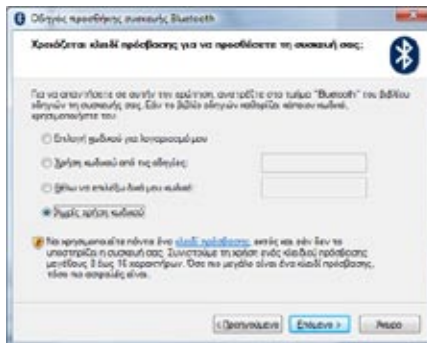 Οδηγός προσθήκης συσκευής Bluetooth
Χρειάζεται κλειδί πρόσβασης για να προσθέσετε τη συσκευή σας;
Για να απαντήσετε σε αυτήν την ερώτηση, ανατρέξτε στο τμήμα "Bluetooth" του βιβλίου
οδηγιών της συσκευής σας. Εάν το βιβλίο οδηγιών καθορίζει κάποιον κωδικό,
χρησιμοποιήστε τον.
Επιλογή κωδικού για λογαριασμό μου
Χρήση κωδικού από τις οδηγίες:
Θέλω να επιλέξω δικό μου κωδικό:
Χωρίς χρήση κωδικού
Να χρησιμοποιείτε πάντα ένα κλειδί πρόσβασης, εκτός και εάν δεν το
υποστηρίζει η συσκευή σας. Συνιστούμε τη χρήση ενός κλειδιού πρόσβασης
μεγέθους 8 έως 16 χαρακτήρων. Όσο πιο μεγάλο είναι ένα κλειδί πρόσβασης,
τόσο πιο ασφαλές είναι.
< Προηγούμενο Επόμενο > Άκυρο